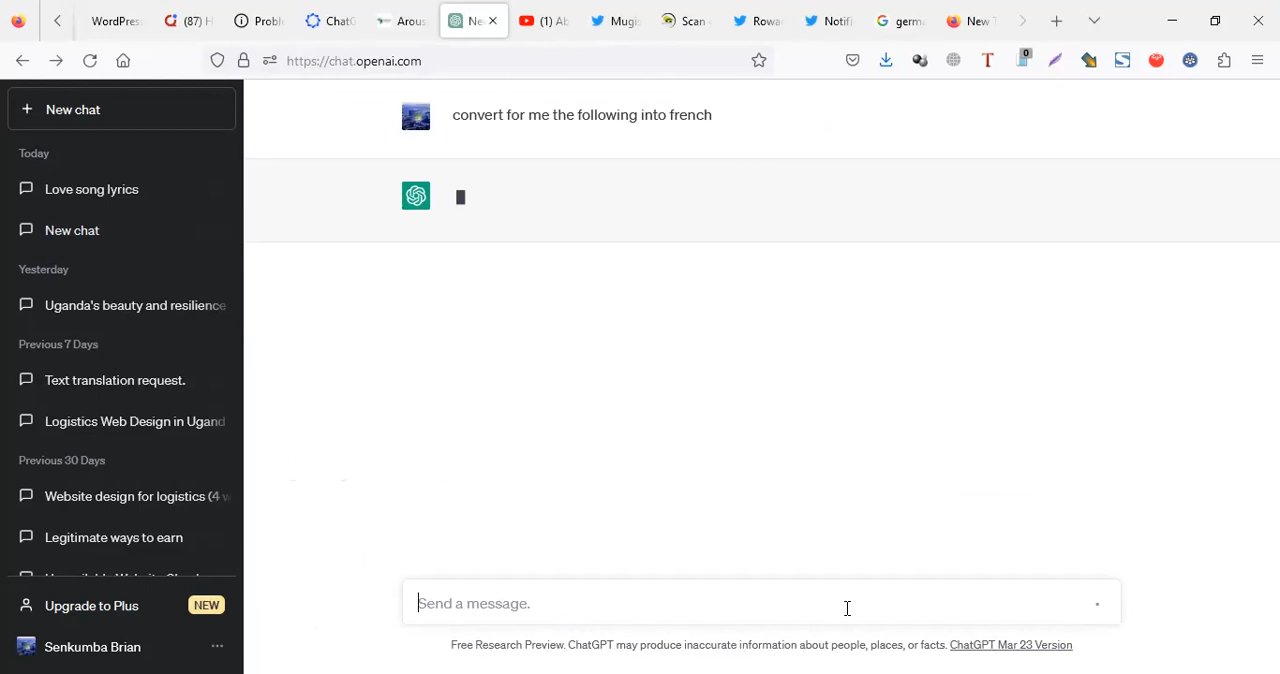 WordPres (87) H Probl ChatG Arous Ne (1) Ab Mugis Scan Rowa Notifi germ New T
https://chat.openai.com 0
New chat
convert for me the following into french
Today
Love song lyrics
New chat
Yesterday
Uganda's beauty and resilience
Previous 7 Days
Text translation request.
Logistics Web Design in Ugand
Previous 30 Days
Website design for logistics (4 w
Legitimate ways to earn
Send a message.
Upgrade to Plus NEW
Senkumba Brian
Free Research Preview. ChatGPT may produce inaccurate information about people, places, or facts. ChatGPT Mar 23 Version